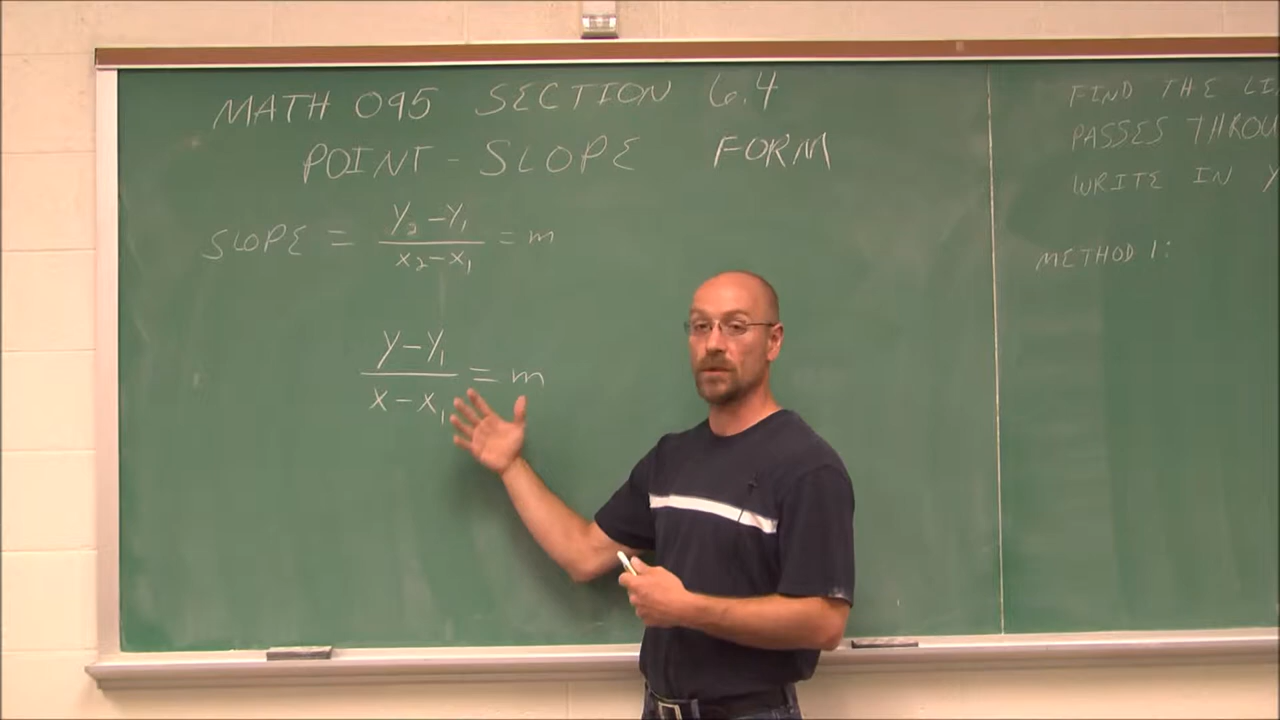 MATH 095 SECTION 6.4
POINT-SLOPE FORM
SLOPE = y₂-y₁/x₂-x₁ = m
y-y₁/x-x₁ = m
FIND THE
PASSES
WRITE IN Y
METHOD 1: